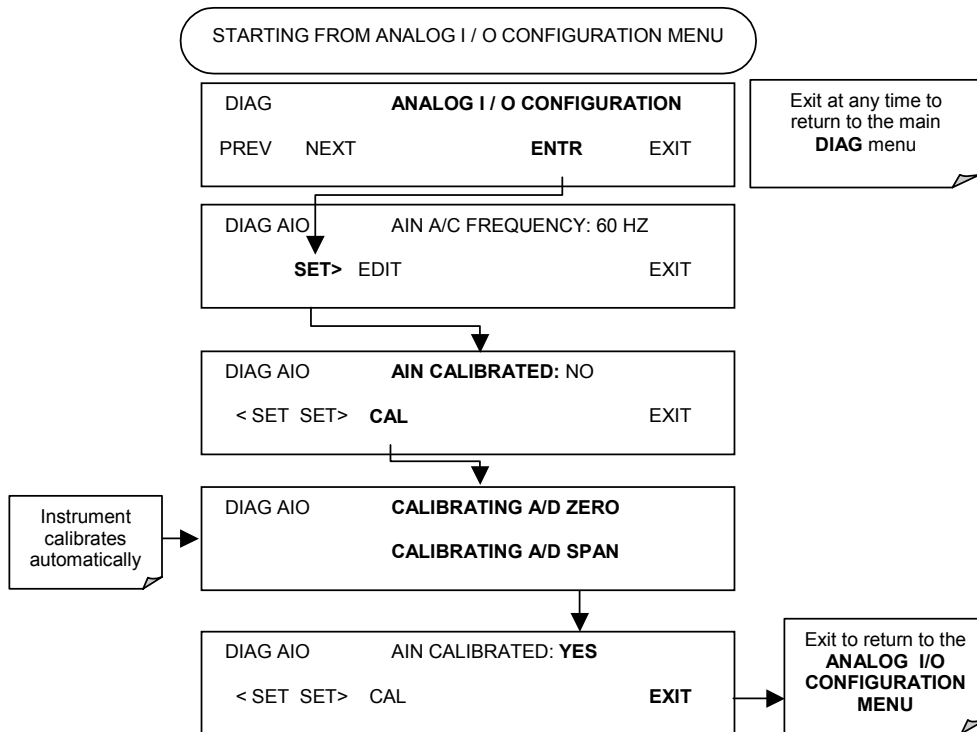 STARTING FROM ANALOG I / O CONFIGURATION MENU
DIAG ANALOG I / O CONFIGURATION
PREV NEXT ENTR EXIT
Exit at any time to
return to the main
DIAG menu
DIAG AIO AIN A/C FREQUENCY: 60 HZ
SET> EDIT EXIT
DIAG AIO AIN CALIBRATED: NO
< SET SET> CAL EXIT
Instrument
calibrates
automatically
DIAG AIO CALIBRATING A/D ZERO
CALIBRATING A/D SPAN
DIAG AIO AIN CALIBRATED: YES
< SET SET> CAL EXIT
Exit to return to the
ANALOG I/O
CONFIGURATION
MENU